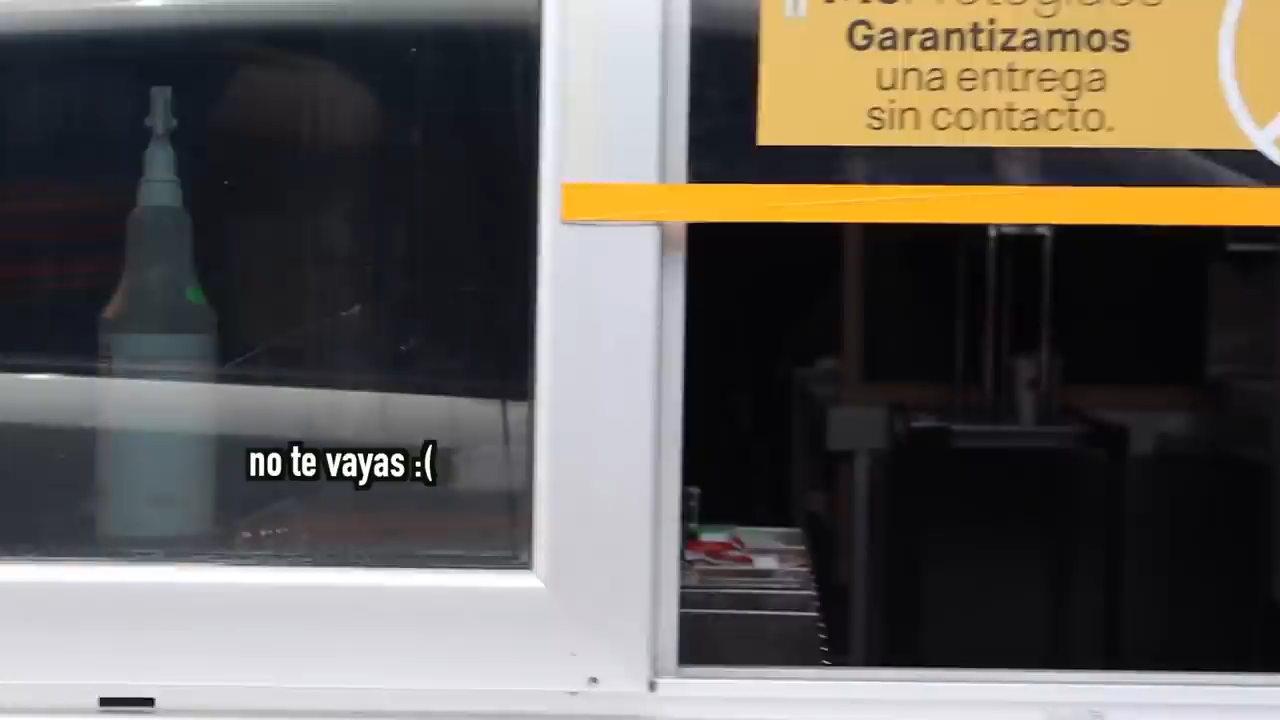 Garantizamos
una entrega
sin contacto.
no te vayas :(